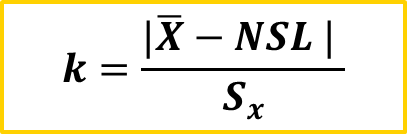 k = |X̅ − NSL | / Sₓ